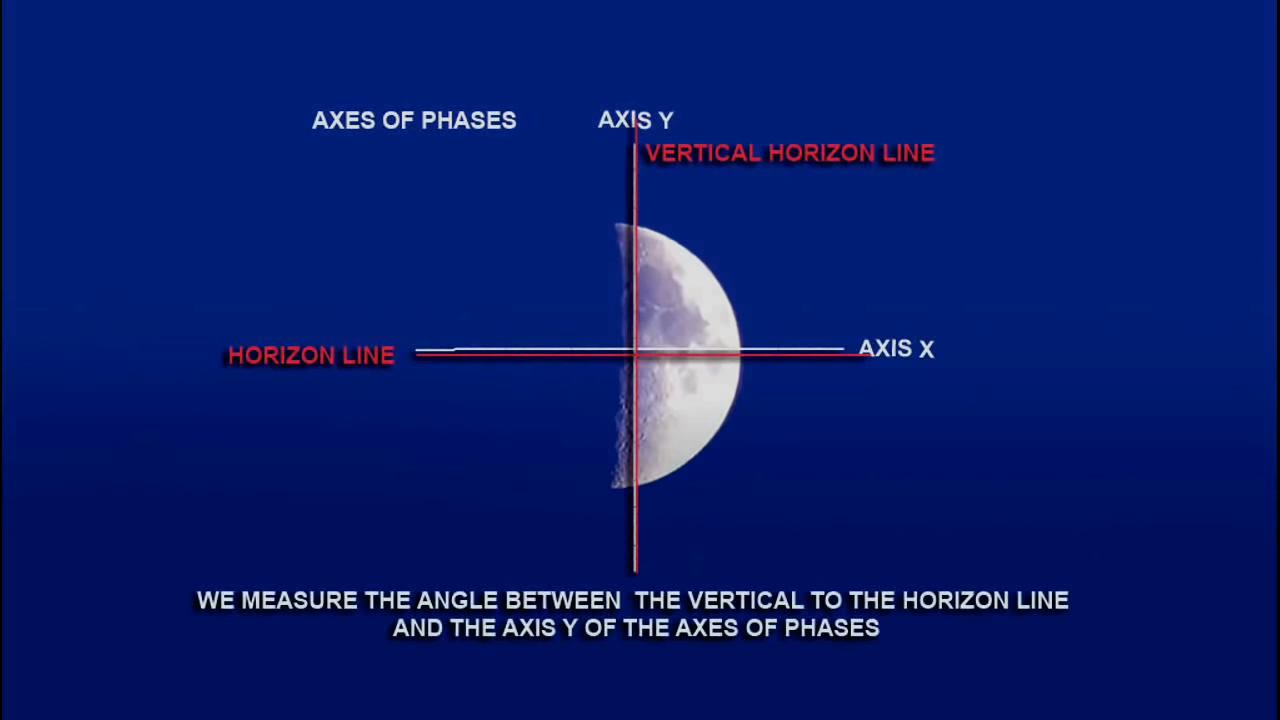 AXES OF PHASES
AXIS Y
VERTICAL HORIZON LINE
HORIZON LINE
AXIS X
WE MEASURE THE ANGLE BETWEEN THE VERTICAL TO THE HORIZON LINE
AND THE AXIS Y OF THE AXES OF PHASES